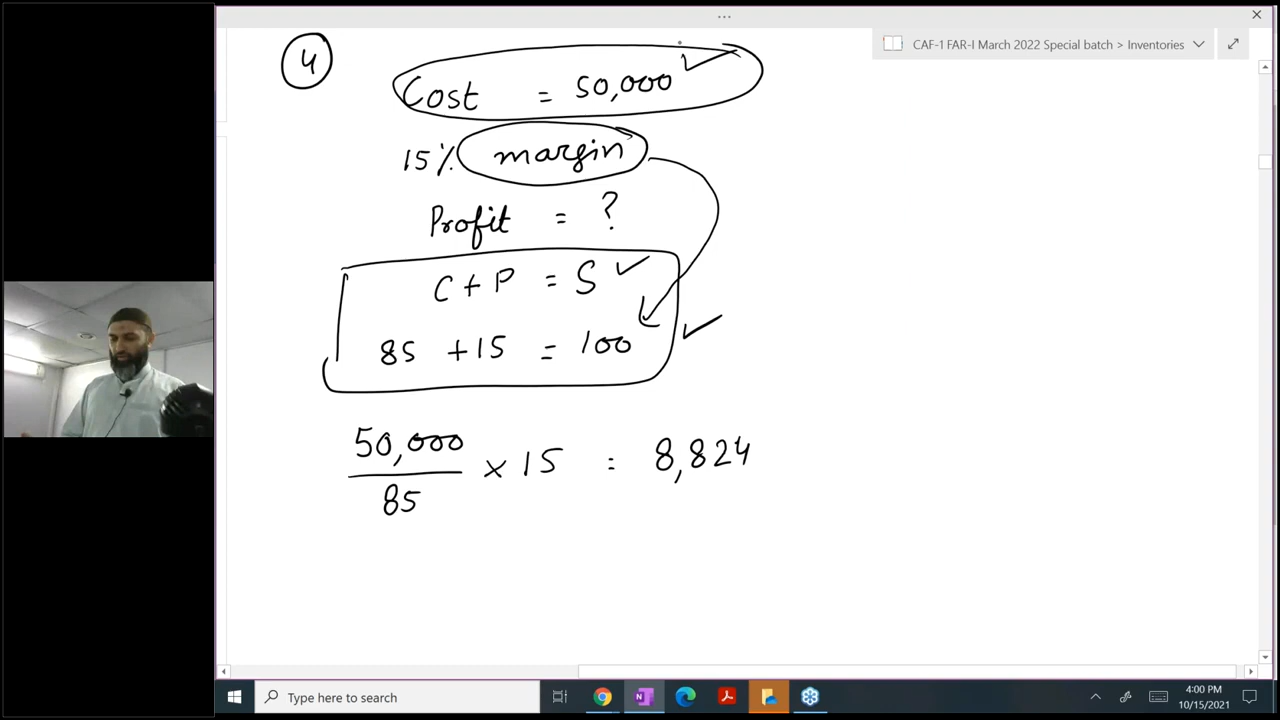 CAF-1 FAR-I March 2022 Special batch > Inventories
4
Cost = 50,000 ✓
15% margin
Profit = ?
C + P = S ✓
85 + 15 = 100 ✓
50,000
85
× 15 = 8,824
Type here to search
4:00 PM
10/15/2021